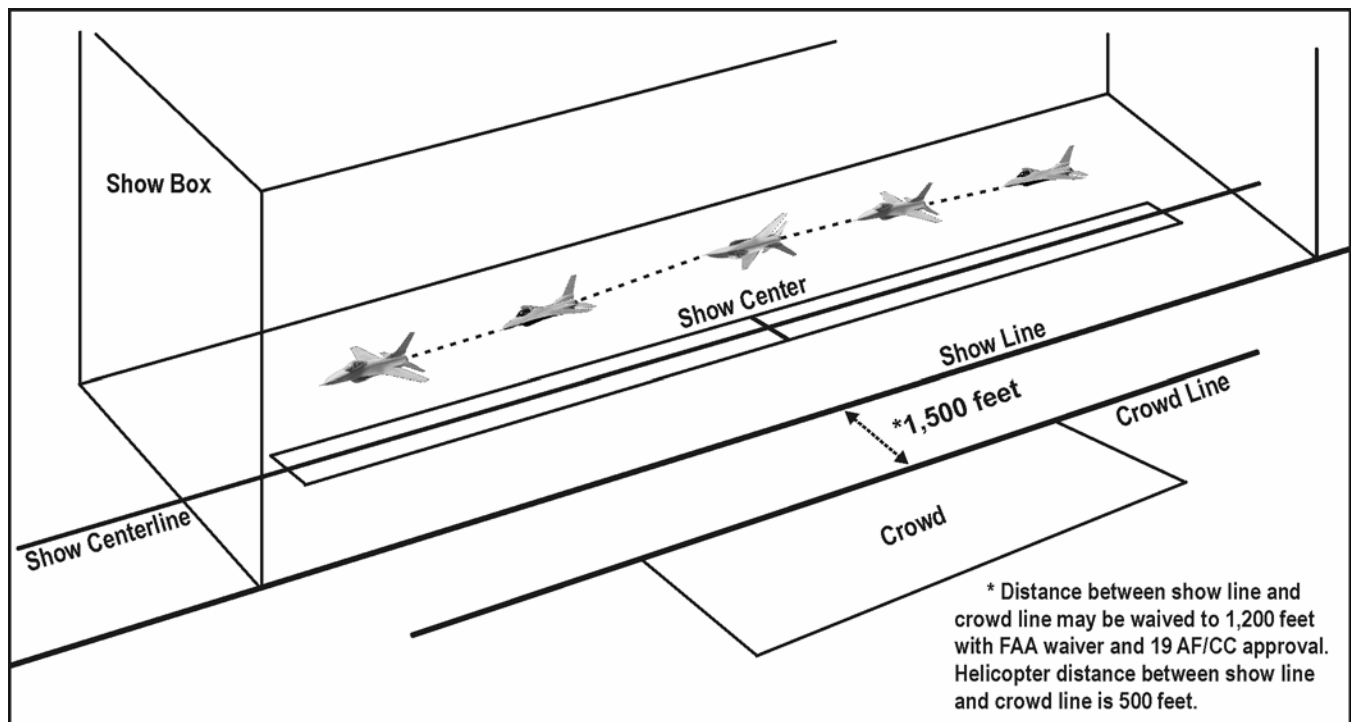 Show Box
Show Center
Show Line
*1,500 feet
Crowd Line
Show Centerline
Crowd
* Distance between show line and
crowd line may be waived to 1,200 feet
with FAA waiver and 19 AF/CC approval.
Helicopter distance between show line
and crowd line is 500 feet.